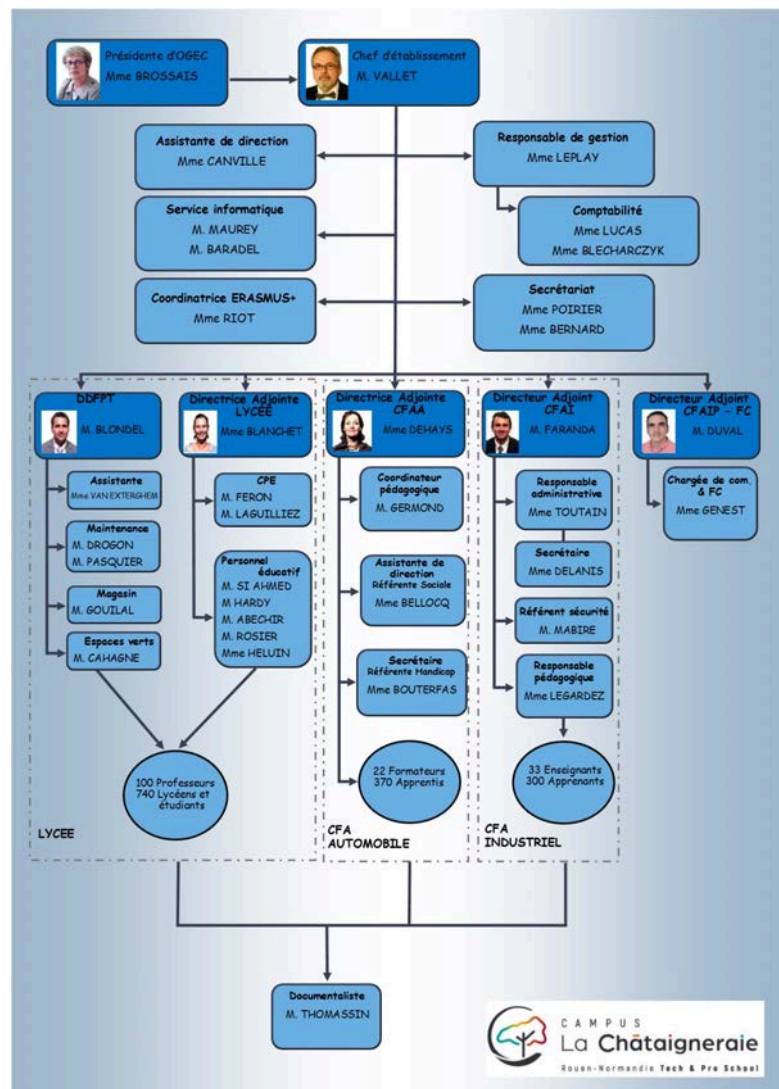 Présidente d'OGEC
Mme BROSSAIS
Chef d'établissement
M. VALLET
Assistante de direction
Mme CANVILLE
Responsable de gestion
Mme LEPLAY
Service informatique
M. MAUREY
M. BARADEL
Comptabilité
Mme LUCAS
Mme BLECHARCZYK
Coordinatrice ERASMUS+
Mme RIOT
Secrétariat
Mme POIRIER
Mme BERNARD
DDFPT
M. BLONDEL
Directrice Adjointe
LYCEE
Mme BLANCHET
Directrice Adjointe
CFAA
Mme DEHAYS
Directeur Adjoint
CFAI
M. FARANDA
Directeur Adjoint
CFAIP - FC
M. DUVAL
Assistante
Mme VAN EXTERGHEM
Maintenance
M. DROGON
M. PASQUIER
Magasin
M. GOUILAL
Espaces verts
M. CAHAGNE
CPE
M. FERON
M. LAGUILLIEZ
Personnel
éducatif
M. SI AHMED
M HARDY
M. ABECHIR
M. ROSIER
Mme HELUIN
Coordinateur
pédagogique
M. GERMOND
Assistante de
direction
Référente Sociale
Mme BELLOCQ
Secrétaire
Référente Handicap
Mme BOUTERFAS
Responsable
administrative
Mme TOUTAIN
Secrétaire
Mme DELANIS
Référent sécurité
M. MABIRE
Responsable
pédagogique
Mme LEGARDEZ
Chargée de com.
& FC
Mme GENEST
100 Professeurs
740 Lycéens et
étudiants
LYCEE
22 Formateurs
370 Apprentis
CFA
AUTOMOBILE
33 Enseignants
300 Apprenants
CFA
INDUSTRIEL
Documentaliste
M. THOMASSIN
CAMPUS
La Châtaigneraie
Rouen-Normandie Tech & Pro School